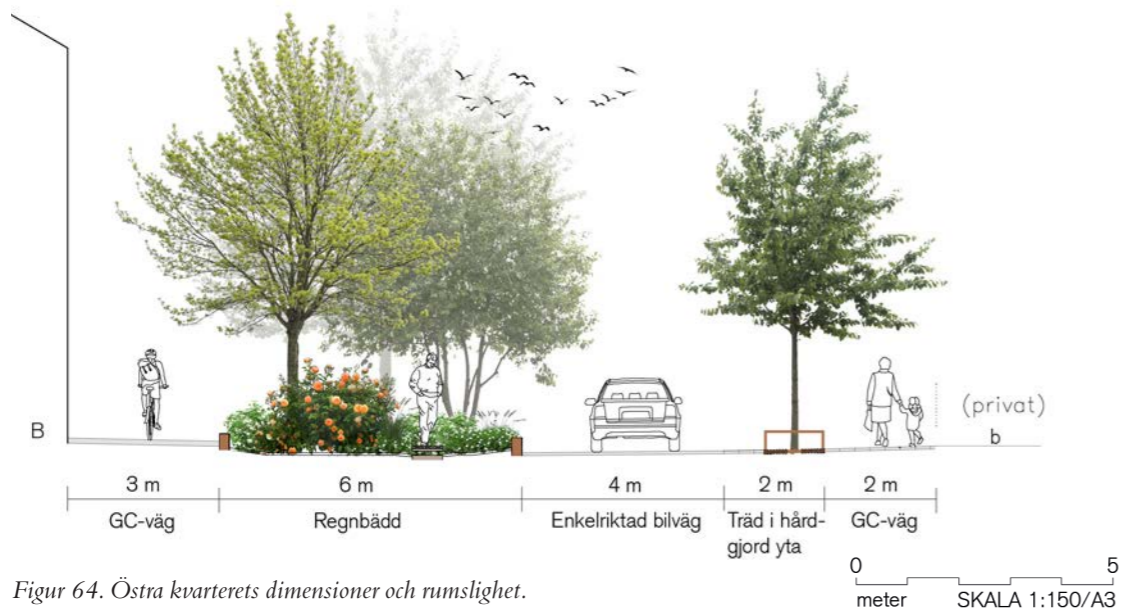 (privat)
B
b
3 m 6 m 4 m 2 m 2 m
GC-väg Regnbädd Enkelriktad bilväg Träd i hård- GC-väg
gjord yta
0 5
meter SKALA 1:150/A3
Figur 64. Östra kvarterets dimensioner och rumslighet.